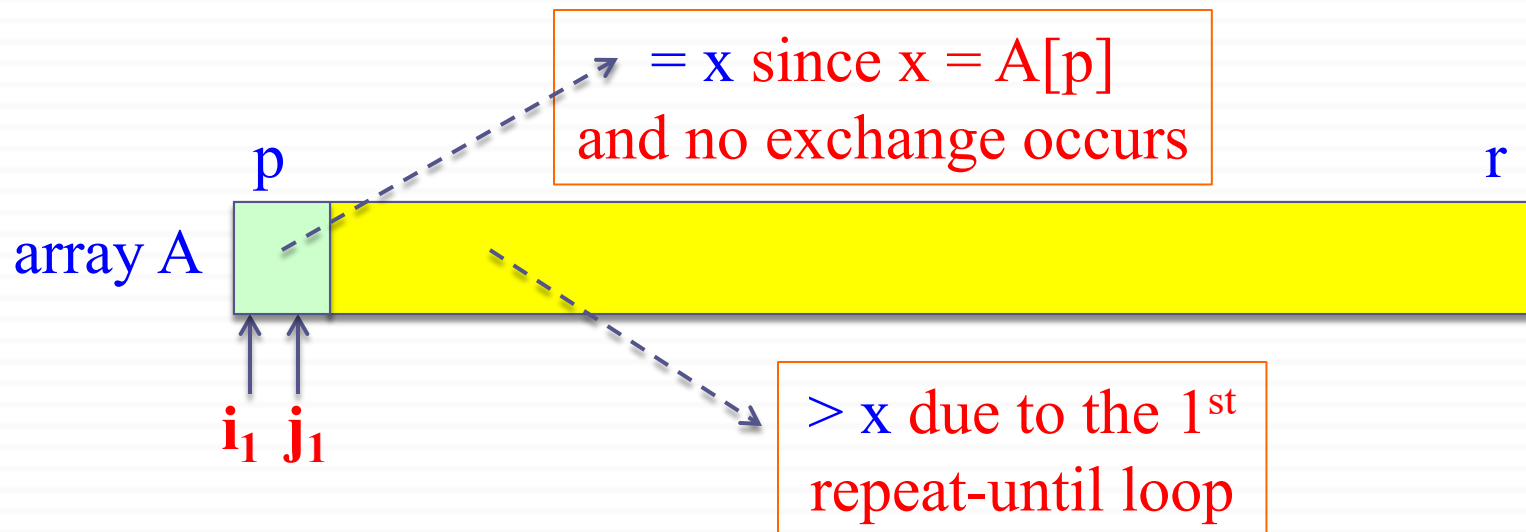 = x since x = A[p]
and no exchange occurs
p
r
array A
i₁ j₁
> x due to the 1ˢᵗ
repeat-until loop